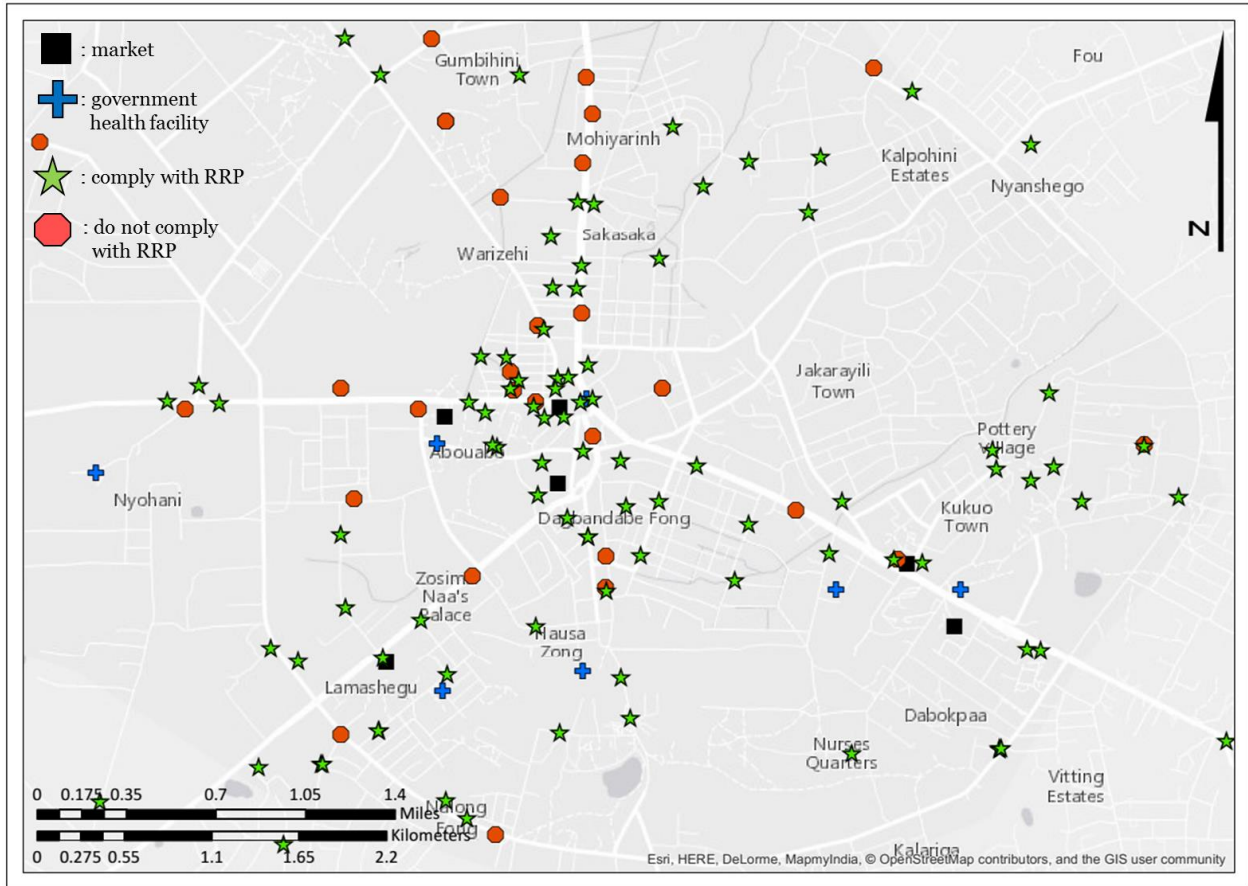 : market
: government
health facility
: comply with RRP
: do not comply
with RRP
Gumbihini
Town
Fou
Mohiyarinh
Kalpohini
Estates
Nyanshego
N
Sakasaka
Warizehi
Jakarayili
Town
Pottery
Village
Abouabo
Nyohani
Dagbandabe Fong
Kukuo
Town
Zosim
Naa's
Palace
Hausa
Zong
Lamashegu
Dabokpaa
Nurses
Quarters
Vitting
Estates
Nalong
Fong
Kalariga
0 0.175 0.35 0.7 1.05 1.4
Miles
Kilometers
0 0.275 0.55 1.1 1.65 2.2
Esri, HERE, DeLorme, MapmyIndia, © OpenStreetMap contributors, and the GIS user community